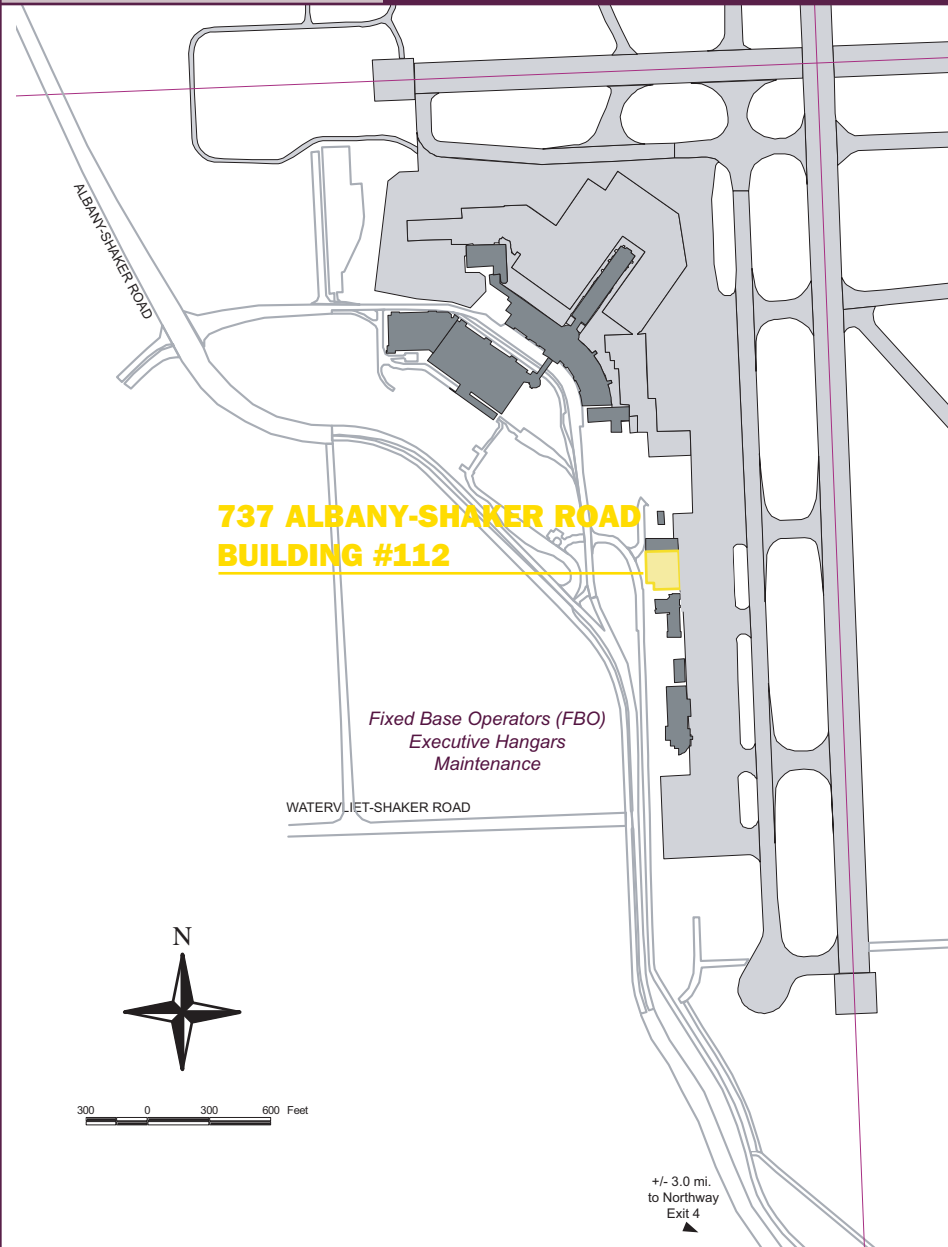 ALBANY-SHAKER ROAD
737 ALBANY-SHAKER ROAD
BUILDING #112
Fixed Base Operators (FBO)
Executive Hangars
Maintenance
WATERVLIET-SHAKER ROAD
N
300 0 300 600 Feet
+/- 3.0 mi.
to Northway
Exit 4